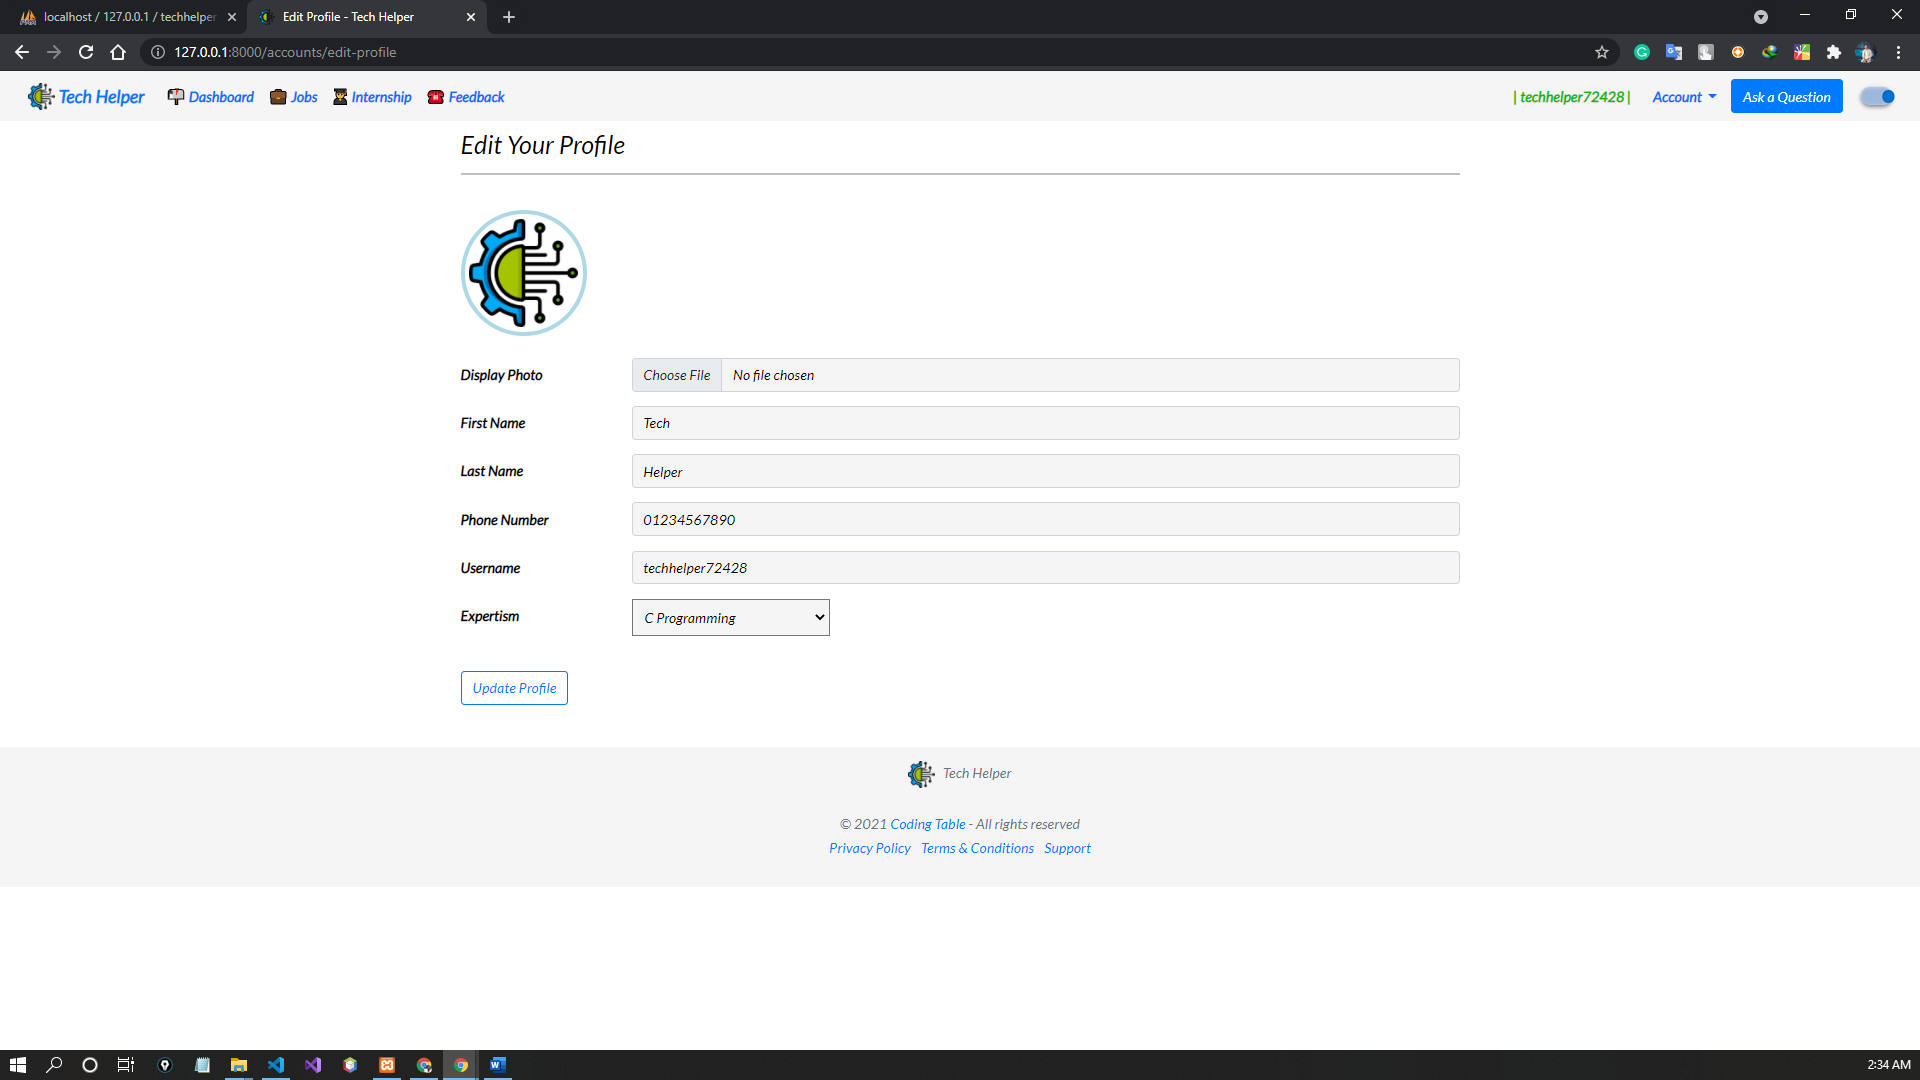 localhost / 127.0.0.1 / techhelper
Edit Profile - Tech Helper
127.0.0.1:8000/accounts/edit-profile
Tech Helper Dashboard Jobs Internship Feedback | techhelper72428 | Account Ask a Question
Edit Your Profile
Display Photo Choose File No file chosen
First Name Tech
Last Name Helper
Phone Number 01234567890
Username techhelper72428
Expertism C Programming
Update Profile
Tech Helper
© 2021 Coding Table - All rights reserved
Privacy Policy Terms & Conditions Support
2:34 AM